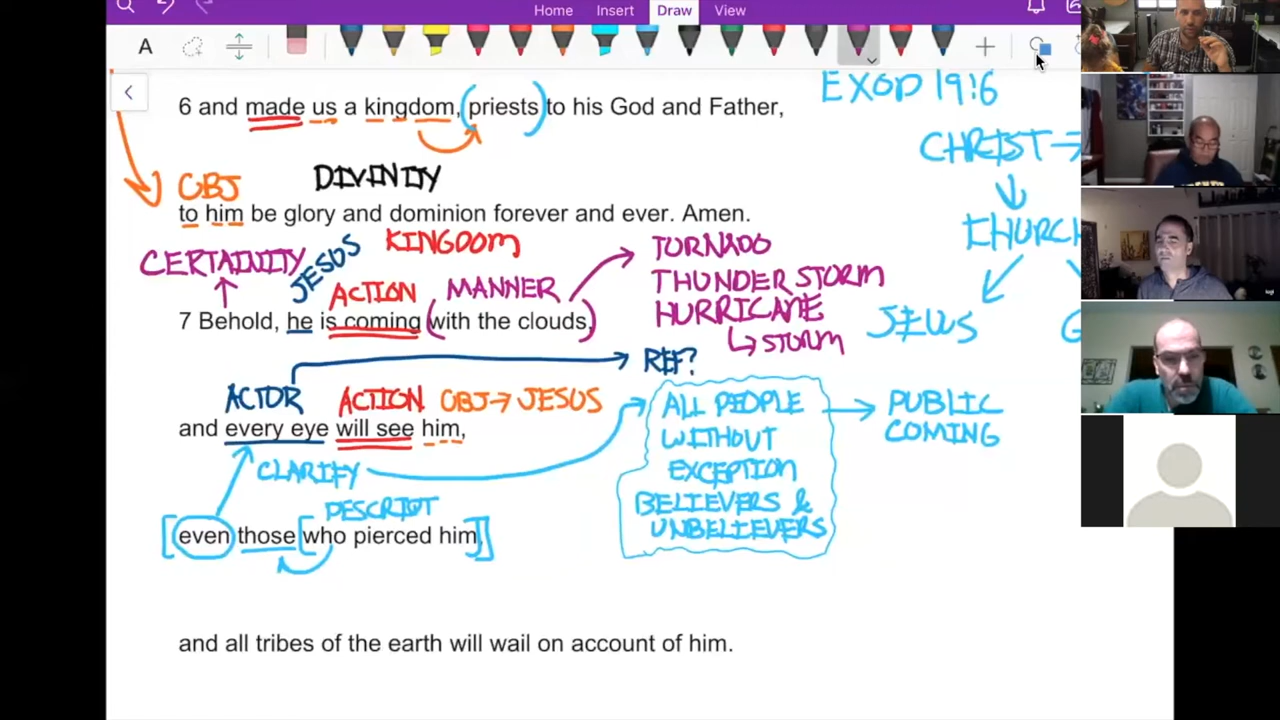 Home Insert Draw View
A
EXOD 19:6
6 and made us a kingdom, (priests) to his God and Father,
CHRIST →
DIVINITY
OBJ
to him be glory and dominion forever and ever. Amen.
CHURCH
KINGDOM
TORNADO
CERTAINITY
JESUS
THUNDER STORM
MANNER
ACTION
HURRICANE
7 Behold, he is coming (with the clouds,)
JEWS
G
↳ STORM
REF?
ACTOR ACTION OBJ → JESUS
ALL PEOPLE → PUBLIC
COMING
and every eye will see him,
WITHOUT
CLARIFY
EXCEPTION
DESCRIPT
BELIEVERS &
UNBELIEVERS
[even those [who pierced him,]]
and all tribes of the earth will wail on account of him.